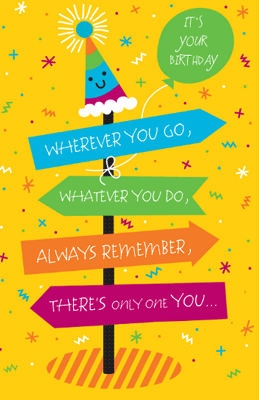 IT'S
YOUR
BIRTHDAY
WHEREVER YOU GO,
WHATEVER YOU DO,
ALWAYS REMEMBER,
THERE'S ONLY ONE YOU...